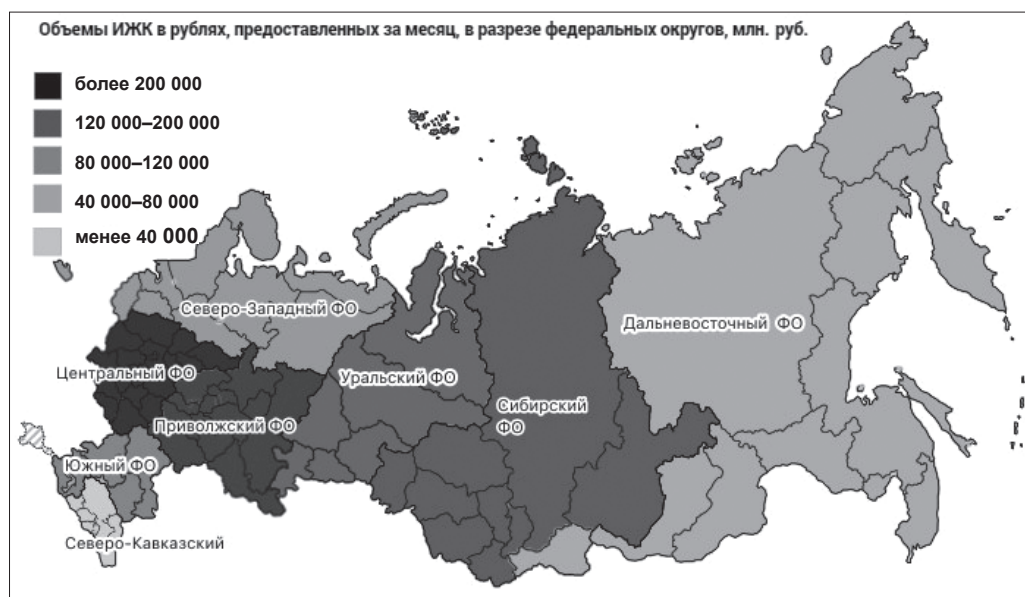 Объемы ИЖК в рублях, предоставленных за месяц, в разрезе федеральных округов, млн. руб.
более 200 000
120 000–200 000
80 000–120 000
40 000–80 000
менее 40 000
Северо-Западный ФО
Дальневосточный ФО
Центральный ФО
Уральский ФО
Сибирский
ФО
Приволжский ФО
Южный ФО
Северо-Кавказский